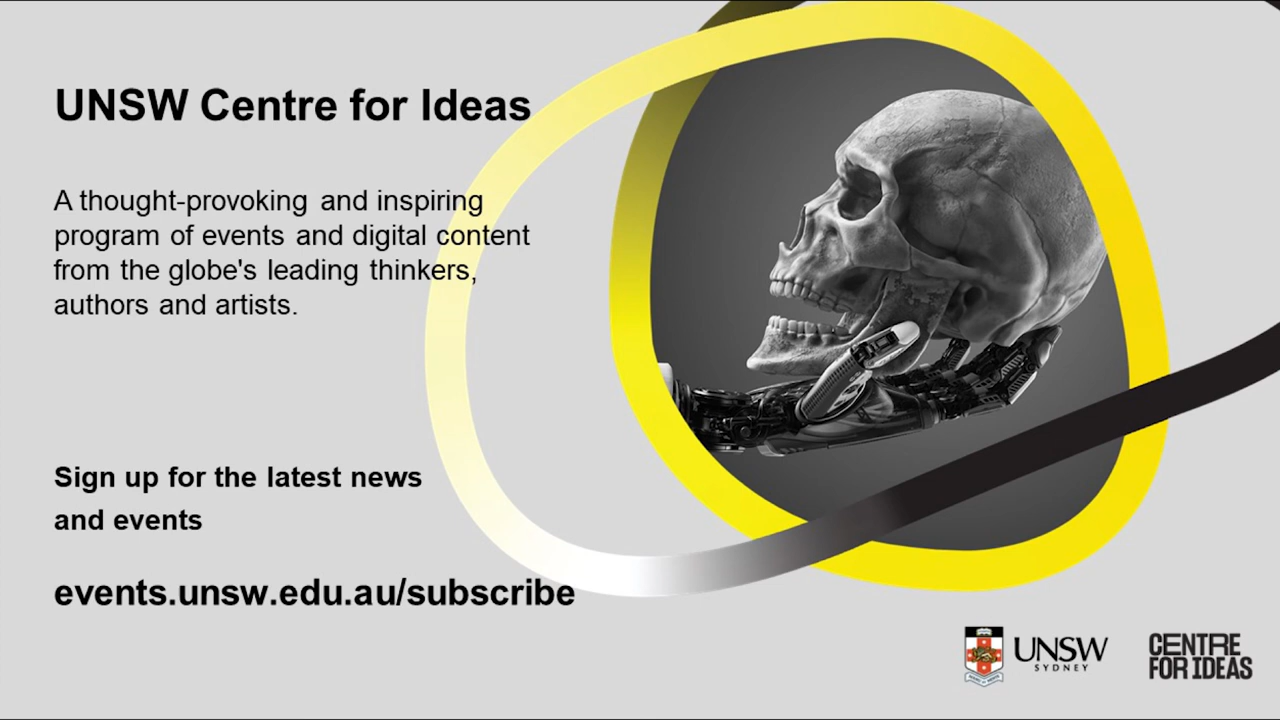 UNSW Centre for Ideas
A thought-provoking and inspiring
program of events and digital content
from the globe's leading thinkers,
authors and artists.
Sign up for the latest news
and events
events.unsw.edu.au/subscribe
UNSW
SYDNEY
CENTRE
FOR IDEAS